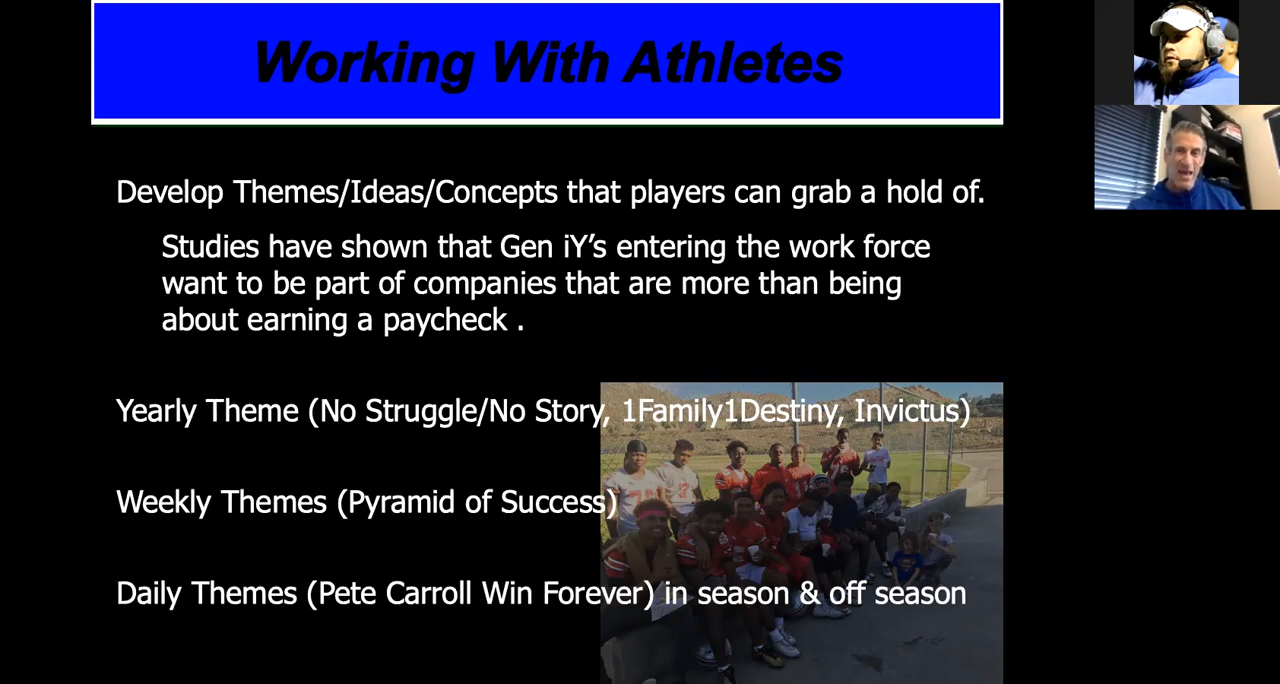 Working With Athletes
Develop Themes/Ideas/Concepts that players can grab a hold of.
Studies have shown that Gen iY’s entering the work force
want to be part of companies that are more than being
about earning a paycheck .
Yearly Theme (No Struggle/No Story, 1Family1Destiny, Invictus)
Weekly Themes (Pyramid of Success)
Daily Themes (Pete Carroll Win Forever) in season & off season